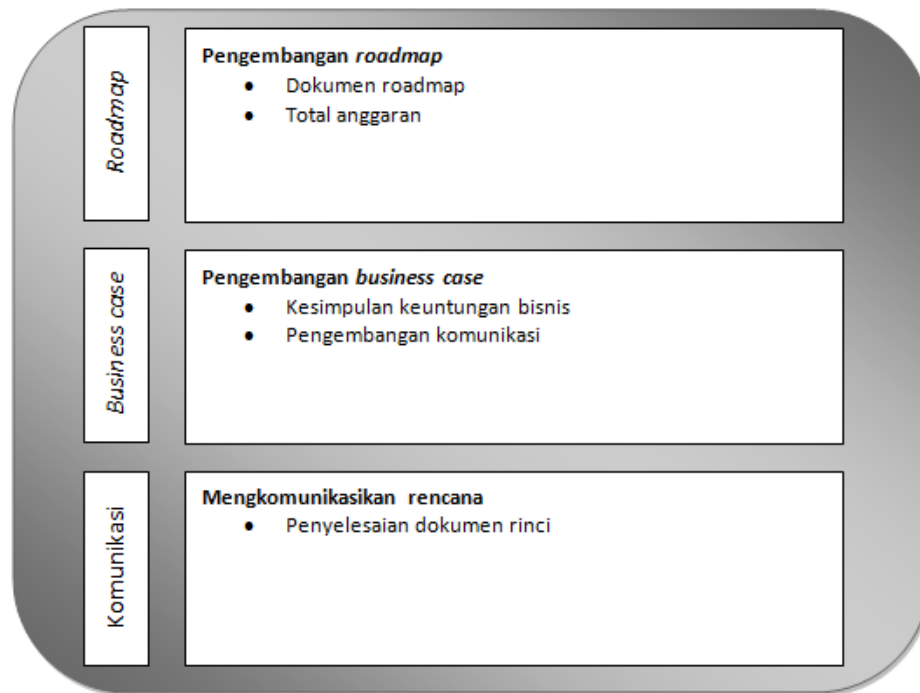 Roadmap
Pengembangan roadmap
• Dokumen roadmap
• Total anggaran
Business case
Pengembangan business case
• Kesimpulan keuntungan bisnis
• Pengembangan komunikasi
Komunikasi
Mengkomunikasikan rencana
• Penyelesaian dokumen rinci